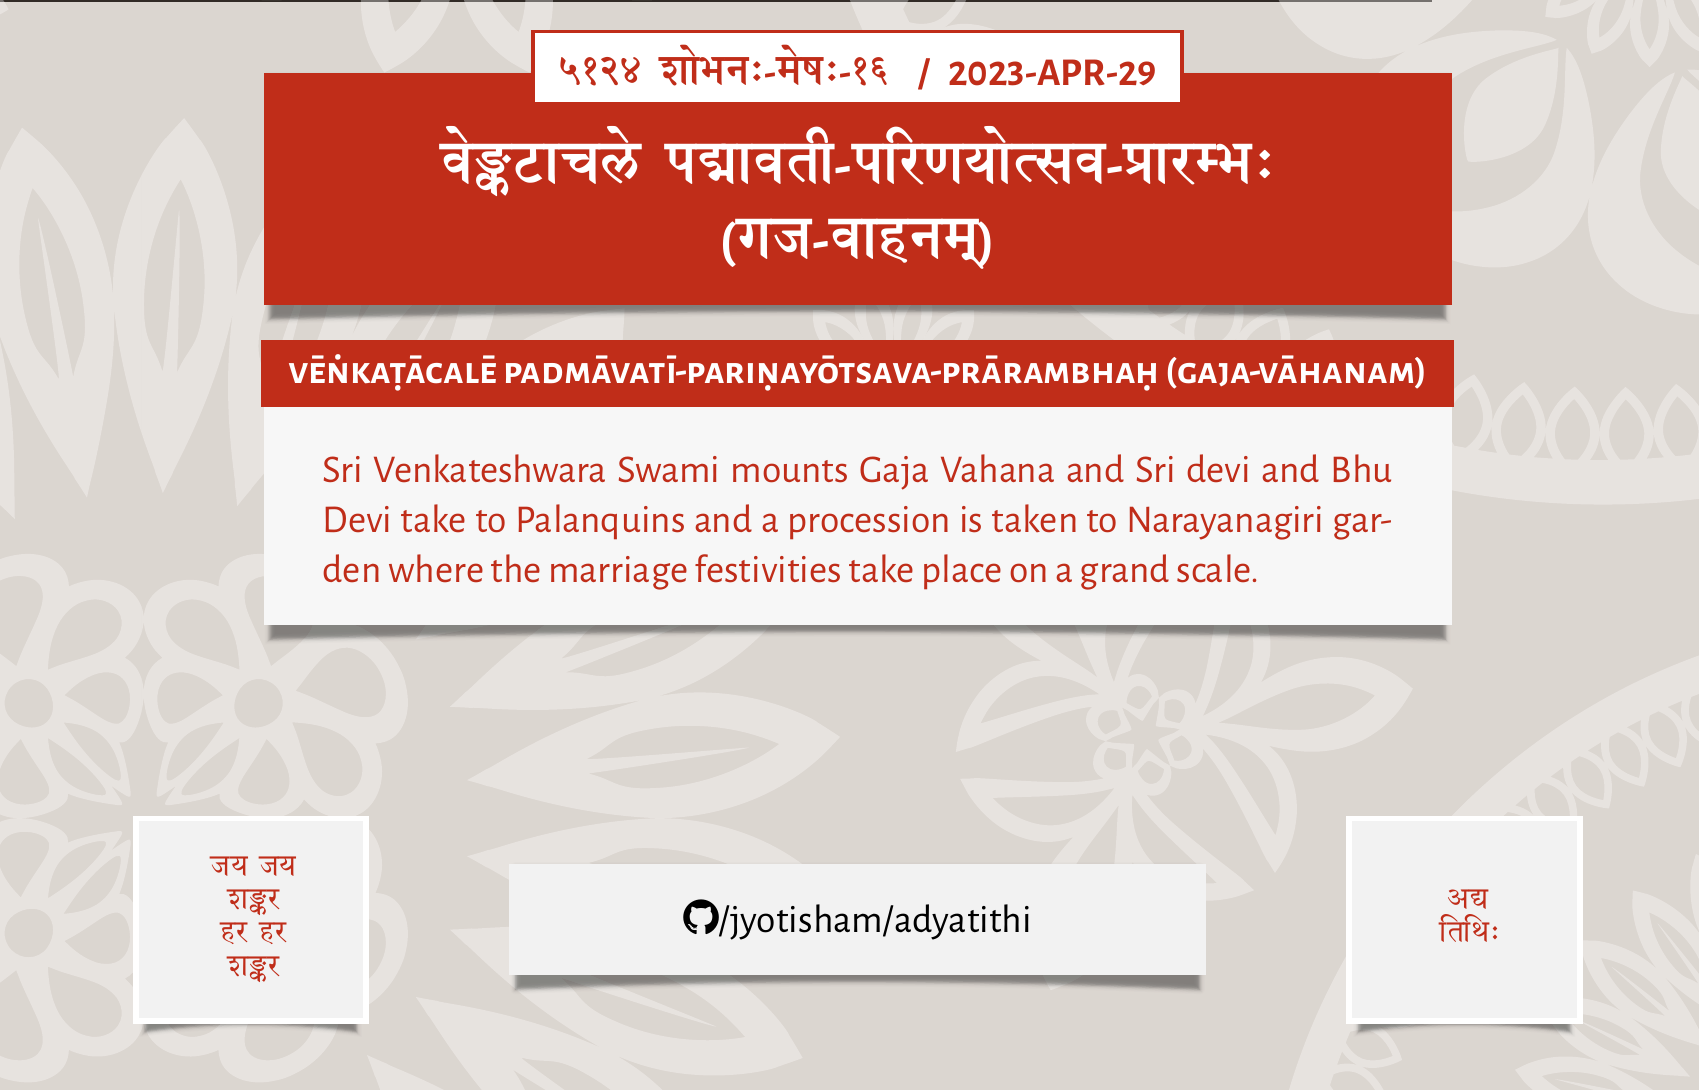 ५१२४ शोभनः-मेषः-१६ / 2023-APR-29
वेङ्कटाचले पद्मावती-परिणयोत्सव-प्रारम्भः
(गज-वाहनम्)
VĒṄKAṬĀCALĒ PADMĀVATĪ-PARIṆAYŌTSAVA-PRĀRAMBHAḤ (GAJA-VĀHANAM)
Sri Venkateshwara Swami mounts Gaja Vahana and Sri devi and Bhu
Devi take to Palanquins and a procession is taken to Narayanagiri gar-
den where the marriage festivities take place on a grand scale.
जय जय
शङ्कर
हर हर
शङ्कर
/jyotisham/adyatithi
अद्य
तिथिः